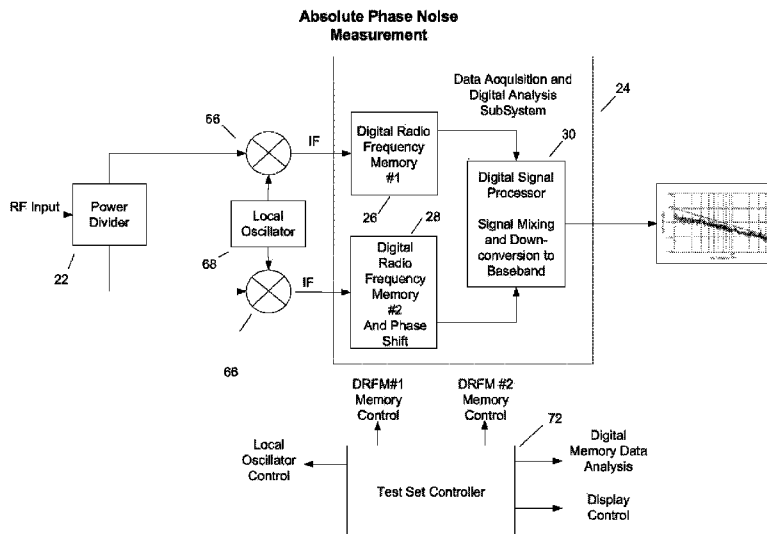 Absolute Phase Noise
Measurement
Data Acquisition and
Digital Analysis
SubSystem
24
66
IF
Digital Radio
Frequency
Memory
#1
30
Digital Signal
Processor
Signal Mixing
and Down-
conversion to
Baseband
RF Input
Power
Divider
22
Local
Oscillator
68
26
28
Digital
Radio
Frequency
Memory
#2
And Phase
Shift
IF
66
DRFM#1
Memory
Control
DRFM #2
Memory
Control
72
Local
Oscillator
Control
Test Set Controller
Digital
Memory Data
Analysis
Display
Control